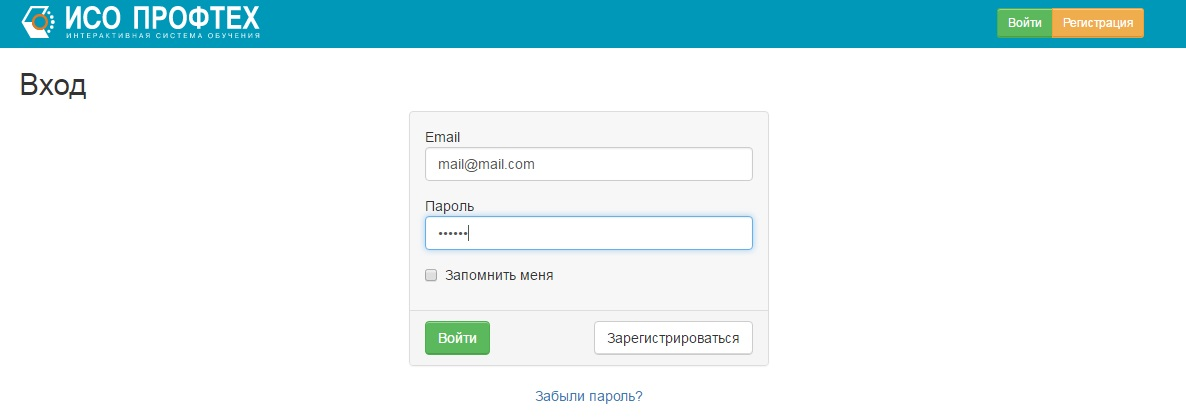 ИСО ПРОФТЕХ
ИНТЕРАКТИВНАЯ СИСТЕМА ОБУЧЕНИЯ
Войти Регистрация
Вход
Email
mail@mail.com
Пароль
••••••
Запомнить меня
Войти Зарегистрироваться
Забыли пароль?